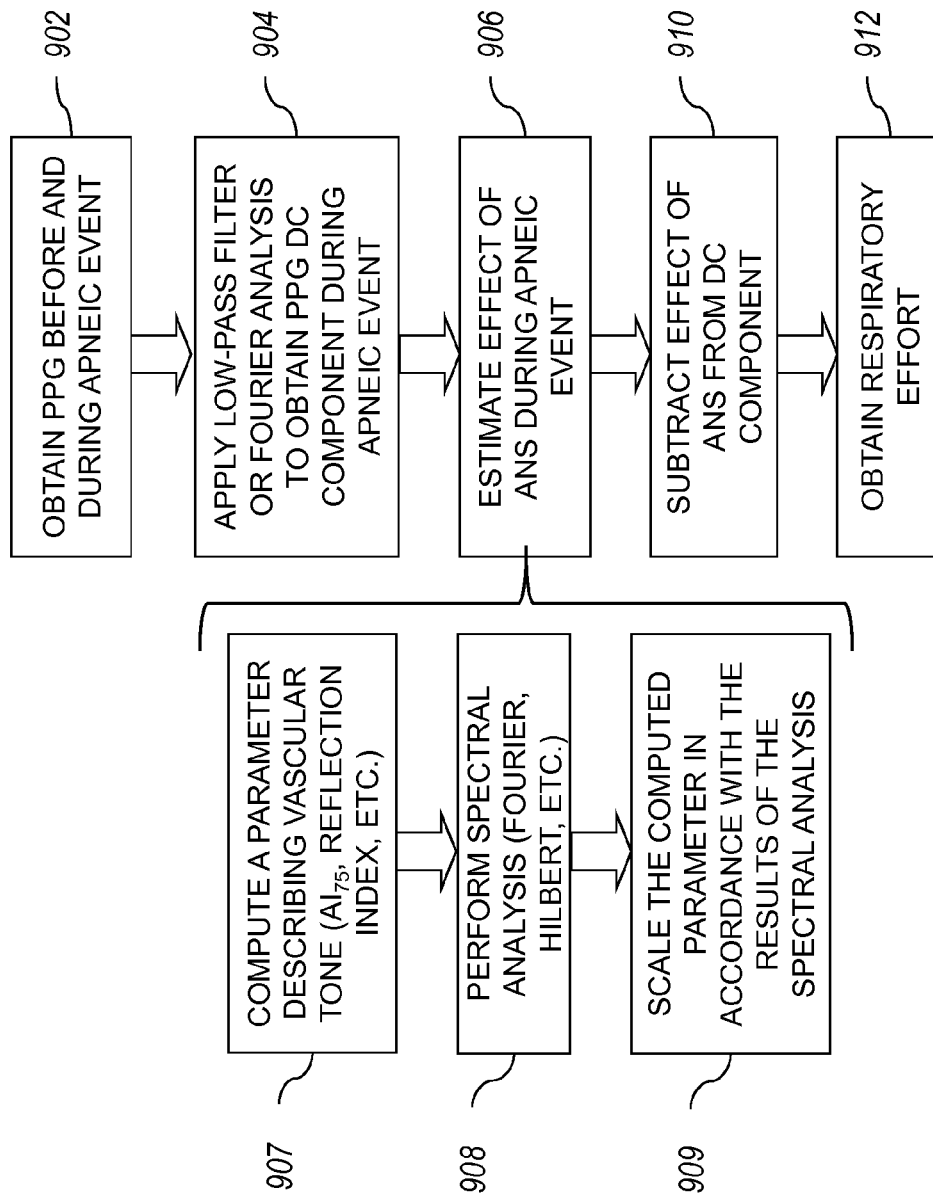 OBTAIN PPG BEFORE AND
DURING APNEIC EVENT
902
APPLY LOW-PASS FILTER
OR FOURIER ANALYSIS
TO OBTAIN PPG DC
COMPONENT DURING
APNEIC EVENT
904
ESTIMATE EFFECT OF
ANS DURING APNEIC
EVENT
906
COMPUTE A PARAMETER
DESCRIBING VASCULAR
TONE (AI₇₅, REFLECTION
INDEX, ETC.)
907
PERFORM SPECTRAL
ANALYSIS (FOURIER,
HILBERT, ETC.)
908
SCALE THE COMPUTED
PARAMETER IN
ACCORDANCE WITH THE
RESULTS OF THE
SPECTRAL ANALYSIS
909
SUBTRACT EFFECT OF
ANS FROM DC
COMPONENT
910
OBTAIN RESPIRATORY
EFFORT
912